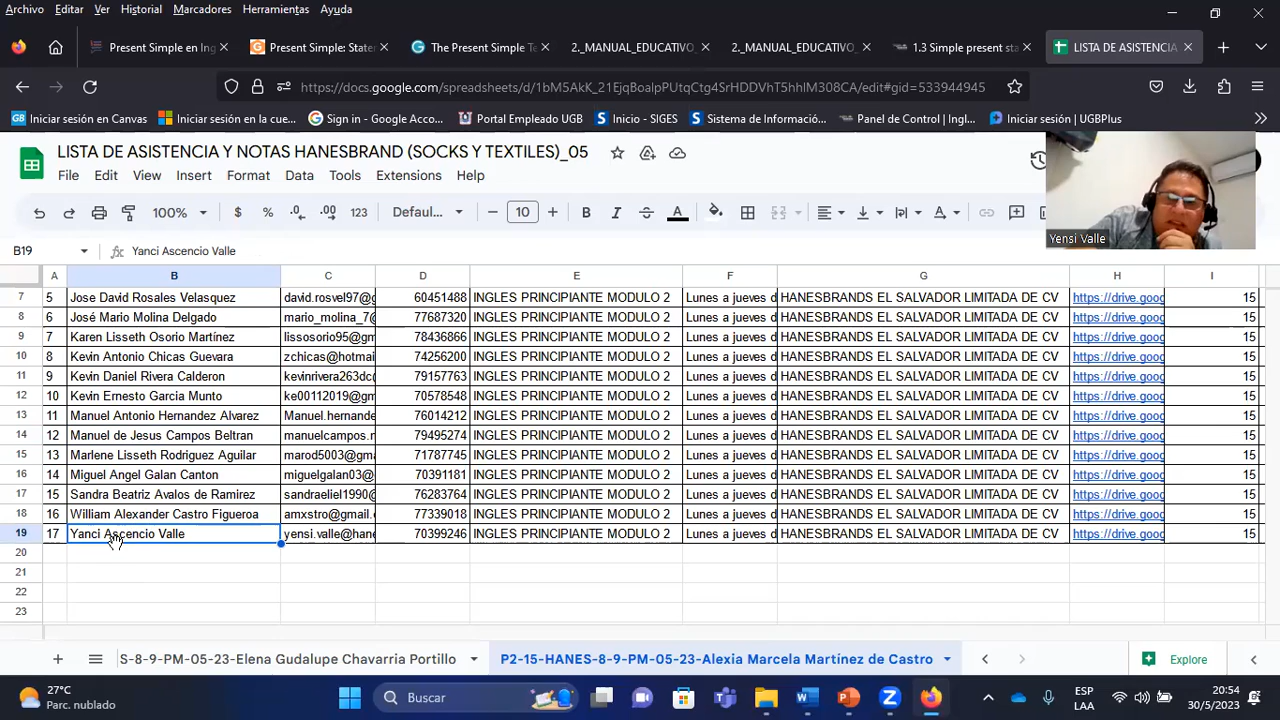 Archivo Editar Ver Historial Marcadores Herramientas Ayuda
Present Simple en Ing
Present Simple: State
The Present Simple Te
2._MANUAL_EDUCATIVO_
2._MANUAL_EDUCATIVO_
1.3 Simple present sta
LISTA DE ASISTENCIA
https://docs.google.com/spreadsheets/d/1bM5AkK_21EjqBoaIpPUtqCtg4SrHDDVhT5hhIM308CA/edit#gid=533944945
Iniciar sesión en Canvas
Iniciar sesión en la cue...
Sign in - Google Acco...
Portal Empleado UGB
Inicio - SIGES
Sistema de Informació...
Panel de Control | Ingl...
Iniciar sesión | UGBPlus
LISTA DE ASISTENCIA Y NOTAS HANESBRAND (SOCKS Y TEXTILES)_05
File Edit View Insert Format Data Tools Extensions Help
100% $ % .0 .00 123 Defaul... 10 B I A
Yensi Valle
B19 fx Yanci Ascencio Valle
A B C D E F G H I
7 5 Jose David Rosales Velasquez david.rosvel97@g 60451488 INGLES PRINCIPIANTE MODULO 2 Lunes a jueves d HANESBRANDS EL SALVADOR LIMITADA DE CV https://drive.goog 15
8 6 José Mario Molina Delgado mario_molina_7@ 77687320 INGLES PRINCIPIANTE MODULO 2 Lunes a jueves d HANESBRANDS EL SALVADOR LIMITADA DE CV https://drive.goog 15
9 7 Karen Lisseth Osorio Martínez lissosorio95@gm 78436866 INGLES PRINCIPIANTE MODULO 2 Lunes a jueves d HANESBRANDS EL SALVADOR LIMITADA DE CV https://drive.goog 15
10 8 Kevin Antonio Chicas Guevara zchicas@hotmai 74256200 INGLES PRINCIPIANTE MODULO 2 Lunes a jueves d HANESBRANDS EL SALVADOR LIMITADA DE CV https://drive.goog 15
11 9 Kevin Daniel Rivera Calderon kevinrivera263dc 79157763 INGLES PRINCIPIANTE MODULO 2 Lunes a jueves d HANESBRANDS EL SALVADOR LIMITADA DE CV https://drive.goog 15
12 10 Kevin Ernesto Garcia Munto ke00112019@gm 70578548 INGLES PRINCIPIANTE MODULO 2 Lunes a jueves d HANESBRANDS EL SALVADOR LIMITADA DE CV https://drive.goog 15
13 11 Manuel Antonio Hernandez Alvarez Manuel.hernande 76014212 INGLES PRINCIPIANTE MODULO 2 Lunes a jueves d HANESBRANDS EL SALVADOR LIMITADA DE CV https://drive.goog 15
14 12 Manuel de Jesus Campos Beltran manuelcampos.r 79495274 INGLES PRINCIPIANTE MODULO 2 Lunes a jueves d HANESBRANDS EL SALVADOR LIMITADA DE CV https://drive.goog 15
15 13 Marlene Lisseth Rodriguez Aguilar marod5003@gma 71787745 INGLES PRINCIPIANTE MODULO 2 Lunes a jueves d HANESBRANDS EL SALVADOR LIMITADA DE CV https://drive.goog 15
16 14 Miguel Angel Galan Canton miguelgalan03@ 70391181 INGLES PRINCIPIANTE MODULO 2 Lunes a jueves d HANESBRANDS EL SALVADOR LIMITADA DE CV https://drive.goog 15
17 15 Sandra Beatriz Avalos de Ramirez sandraeliel1990@ 76283764 INGLES PRINCIPIANTE MODULO 2 Lunes a jueves d HANESBRANDS EL SALVADOR LIMITADA DE CV https://drive.goog 15
18 16 William Alexander Castro Figueroa amxstro@gmail. 77339018 INGLES PRINCIPIANTE MODULO 2 Lunes a jueves d HANESBRANDS EL SALVADOR LIMITADA DE CV https://drive.goog 15
19 17 Yanci Ascencio Valle yensi.valle@hane 70399246 INGLES PRINCIPIANTE MODULO 2 Lunes a jueves d HANESBRANDS EL SALVADOR LIMITADA DE CV https://drive.goog 15
20
21
22
23
S-8-9-PM-05-23-Elena Gudalupe Chavarria Portillo
P2-15-HANES-8-9-PM-05-23-Alexia Marcela Martínez de Castro
Explore
27°C
Parc. nublado
Buscar
ESP
LAA
20:54
30/5/2023